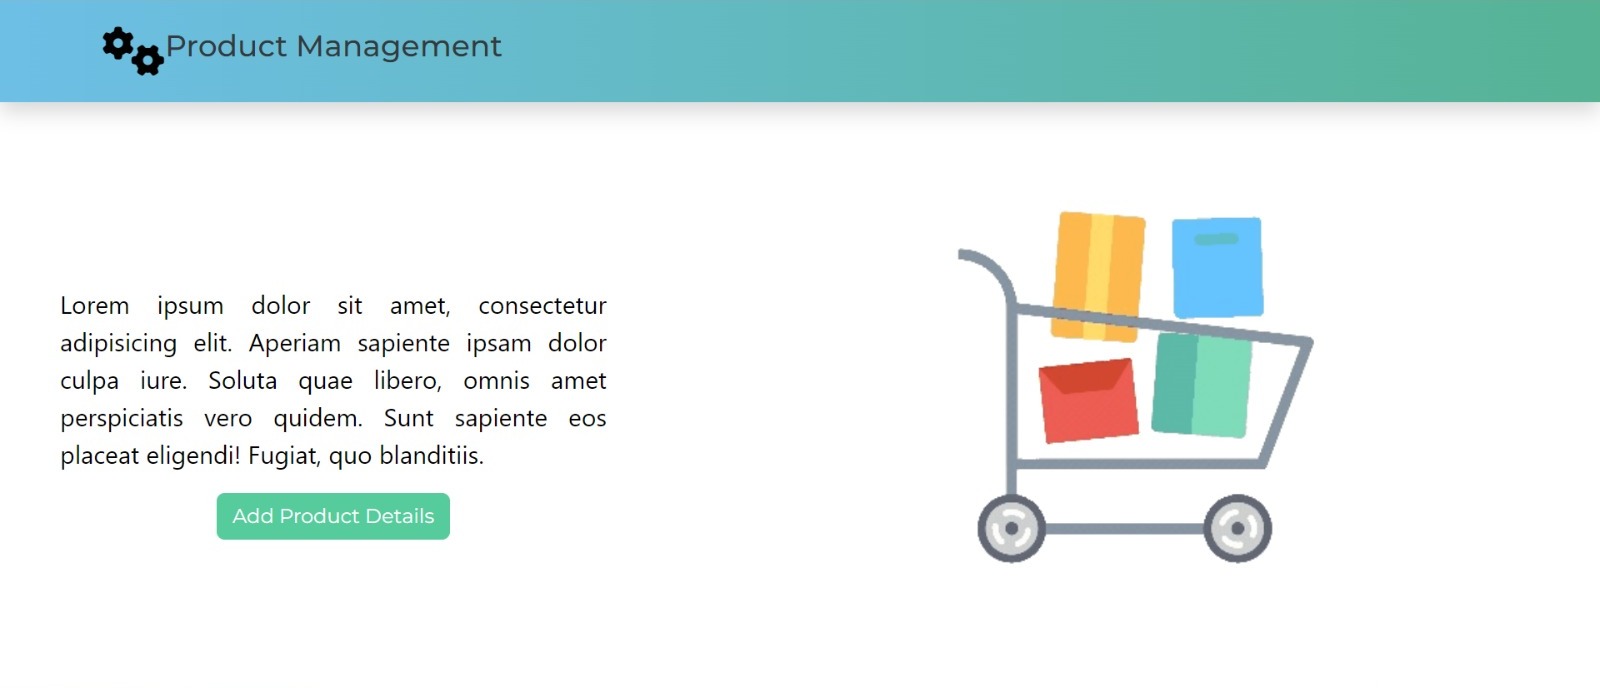 Product Management
Lorem ipsum dolor sit amet, consectetur
adipisicing elit. Aperiam sapiente ipsam dolor
culpa iure. Soluta quae libero, omnis amet
perspiciatis vero quidem. Sunt sapiente eos
placeat eligendi! Fugiat, quo blanditiis.
Add Product Details